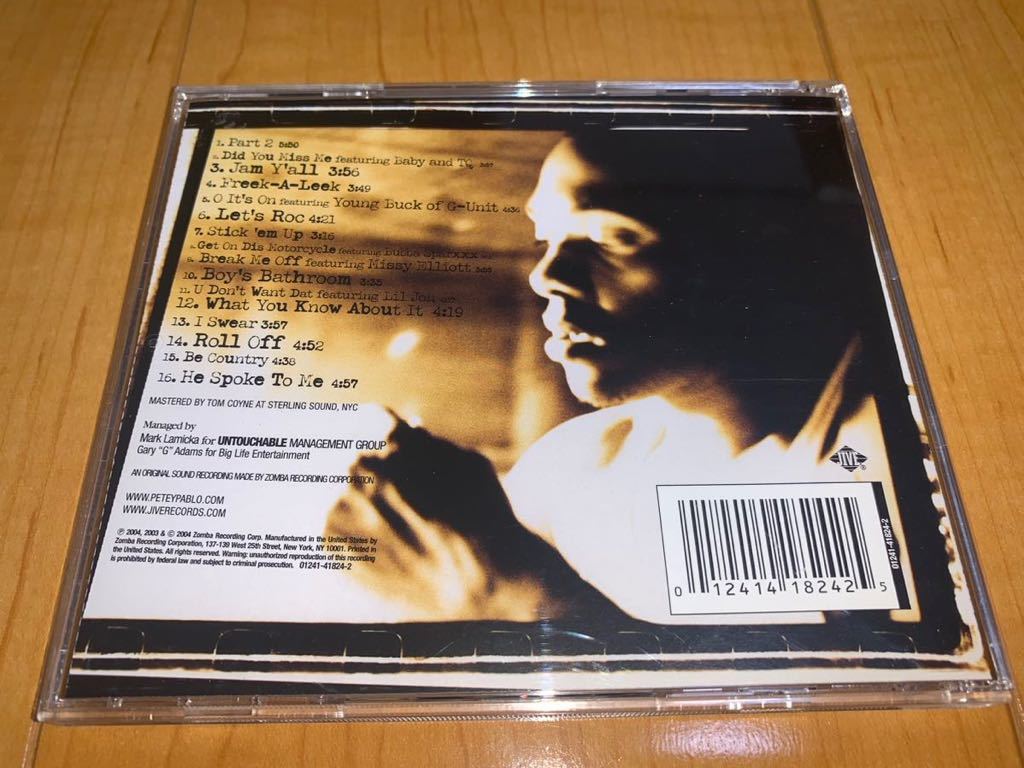 1. Part 2 5:50
2. Did You Miss Me featuring Baby and TQ 3:57
3. Jam Y'all 3:56
4. Freek-A-Leek 3:49
5. O It's On featuring Young Buck of G-Unit 4:36
6. Let's Roc 4:21
7. Stick 'em Up 3:16
8. Get On Dis Motorcycle featuring Bubba Sparxxx
9. Break Me Off featuring Missy Elliott 3:55
10. Boy's Bathroom 3:35
11. U Don't Want Dat featuring Lil Jon
12. What You Know About It 4:19
13. I Swear 3:57
14. Roll Off 4:52
15. Be Country 4:38
16. He Spoke To Me 4:57
MASTERED BY TOM COYNE AT STERLING SOUND, NYC
Managed by
Mark Lamicka for UNTOUCHABLE MANAGEMENT GROUP
Gary "G" Adams for Big Life Entertainment
AN ORIGINAL SOUND RECORDING MADE BY ZOMBA RECORDING CORPORATION
WWW.PETEYPABLO.COM
WWW.JIVERECORDS.COM
℗ 2004, 2003 & © 2004 Zomba Recording Corp. Manufactured in the United States by
Zomba Recording Corporation, 137-139 West 25th Street, New York, NY 10001. Printed in
the United States. All rights reserved. Warning: unauthorized reproduction of this recording
is prohibited by federal law and subject to criminal prosecution. 01241-41824-2
JIVE®
0 12414 18242 5
01241-41824-2